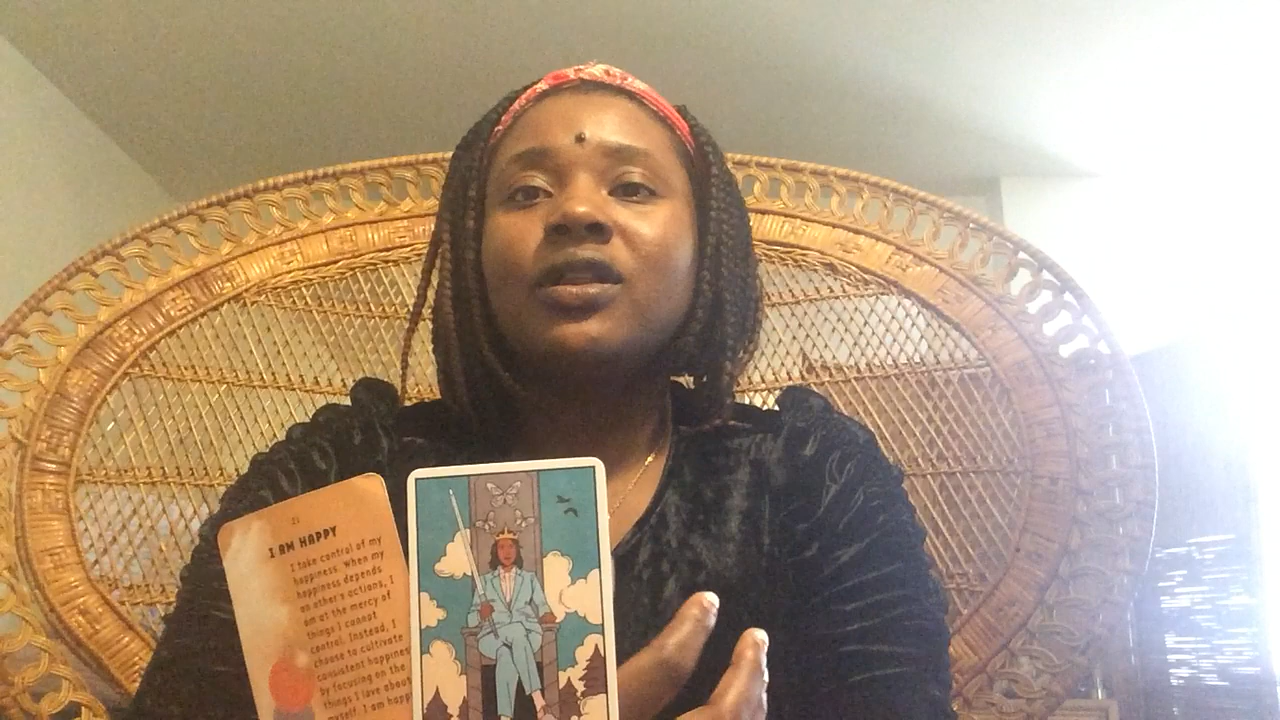 21
I AM HAPPY
I take control of my
happiness. When my
happiness depends
on other's actions, I
am at the mercy of
things I cannot
control. Instead, I
choose to cultivate
consistent happiness
by focusing on the
things I love about
myself. I am happy